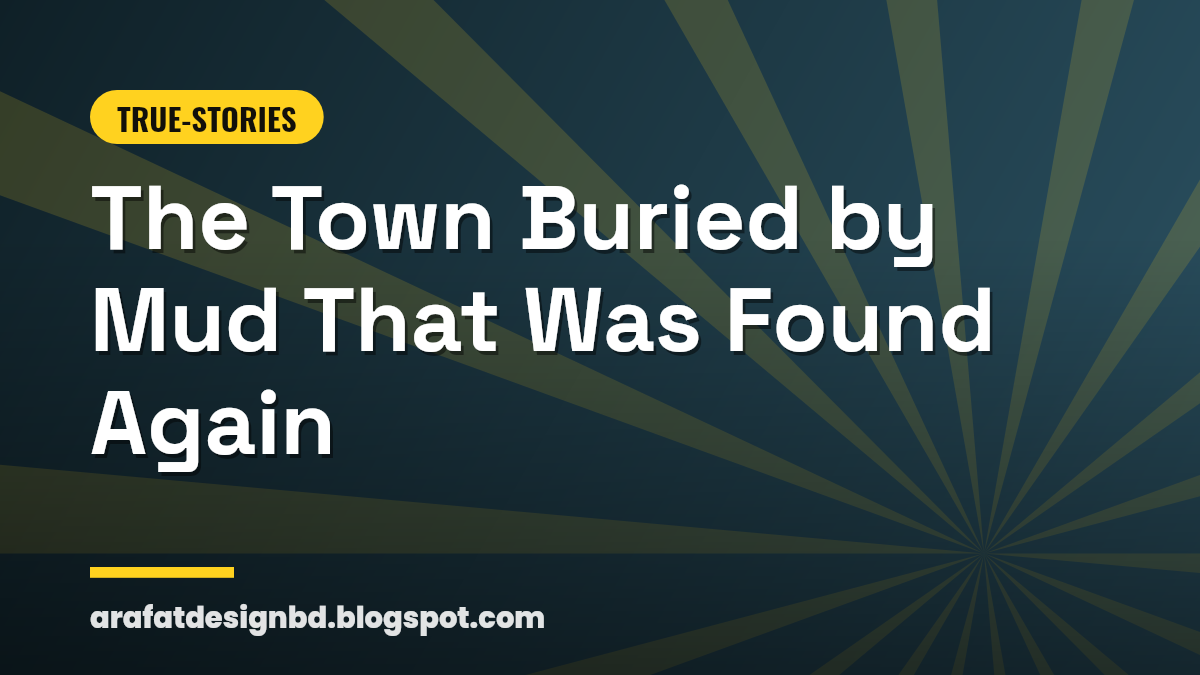 TRUE-STORIES
The Town Buried by
Mud That Was Found
Again
arafatdesignbd.blogspot.com